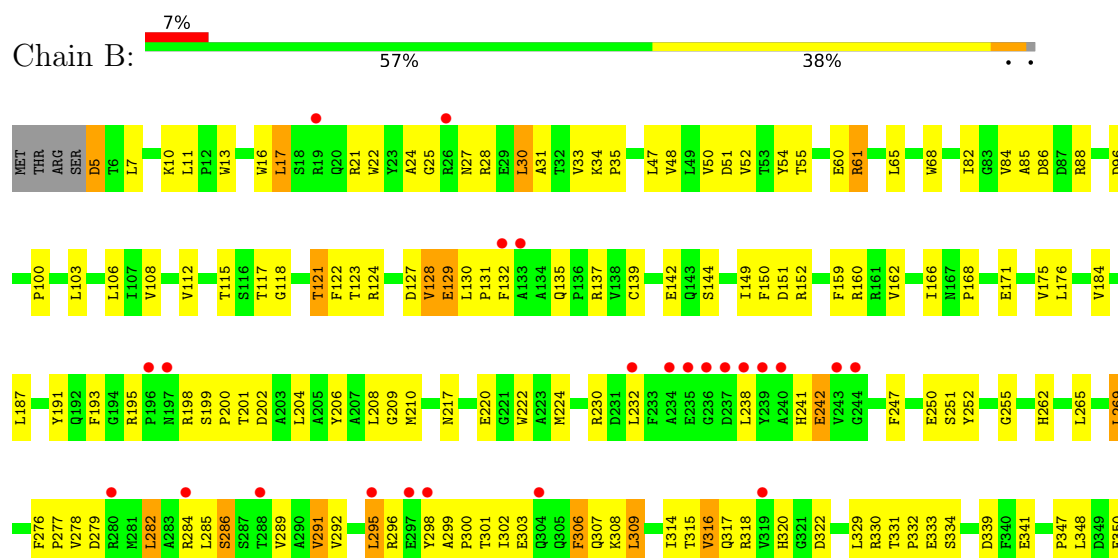 7%
Chain B:
57% 38% • •
MET THR ARG SER D5 T6 L7 K10 L11 P12 W13 W16 L17 S18 R19 Q20 R21 W22 Y23 A24 G25 R26 N27 R28 E29 L30 A31 T32 V33 K34 P35 L47 V48 L49 V50 D51 V52 T53 Y54 T55 E60 R61 L65 W68 I82 G83 V84 A85 D86 D87 R88
P100 L103 L106 I107 V108 V112 T115 S116 T117 G118 T121 F122 T123 R124 D127 V128 E129 L130 P131 F132 A133 A134 Q135 P136 R137 V138 C139 E142 Q143 S144 I149 F150 D151 R152 F159 R160 R161 V162 I166 N167 P168 E171 V175 L176 V184
L187 Y191 Q192 F193 G194 R195 P196 N197 R198 S199 P200 T201 D202 A203 L204 A205 Y206 A207 L208 G209 M210 N217 E220 G221 W222 A223 M224 R230 D231 L232 F233 A234 E235 G236 D237 L238 Y239 A240 H241 E242 V243 G244 F247 E250 S251 Y252 G255 H262 L265 L269
F276 P277 V278 D279 R280 M281 L282 A283 R284 L285 S286 S287 T288 V289 A290 V291 V292 L295 R296 E297 Y298 A299 P300 T301 I302 E303 Q304 Q305 F306 Q307 K308 L309 I314 T315 V316 Q317 R318 V319 H320 G321 D322 L329 R330 T331 P332 E333 S334 D339 F340 E341 P347 L348 D349